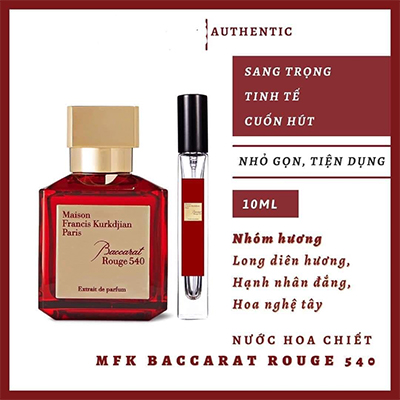 AUTHENTIC
SANG TRỌNG
TINH TẾ
CUỐN HÚT
NHỎ GỌN, TIỆN DỤNG
10ML
Nhóm hương
Long diên hương,
Hạnh nhân đắng,
Hoa nghệ tây
NƯỚC HOA CHIẾT
MFK BACCARAT ROUGE 540
Maison
Francis Kurkdjian
Paris
Baccarat
Rouge 540
Extrait de parfum